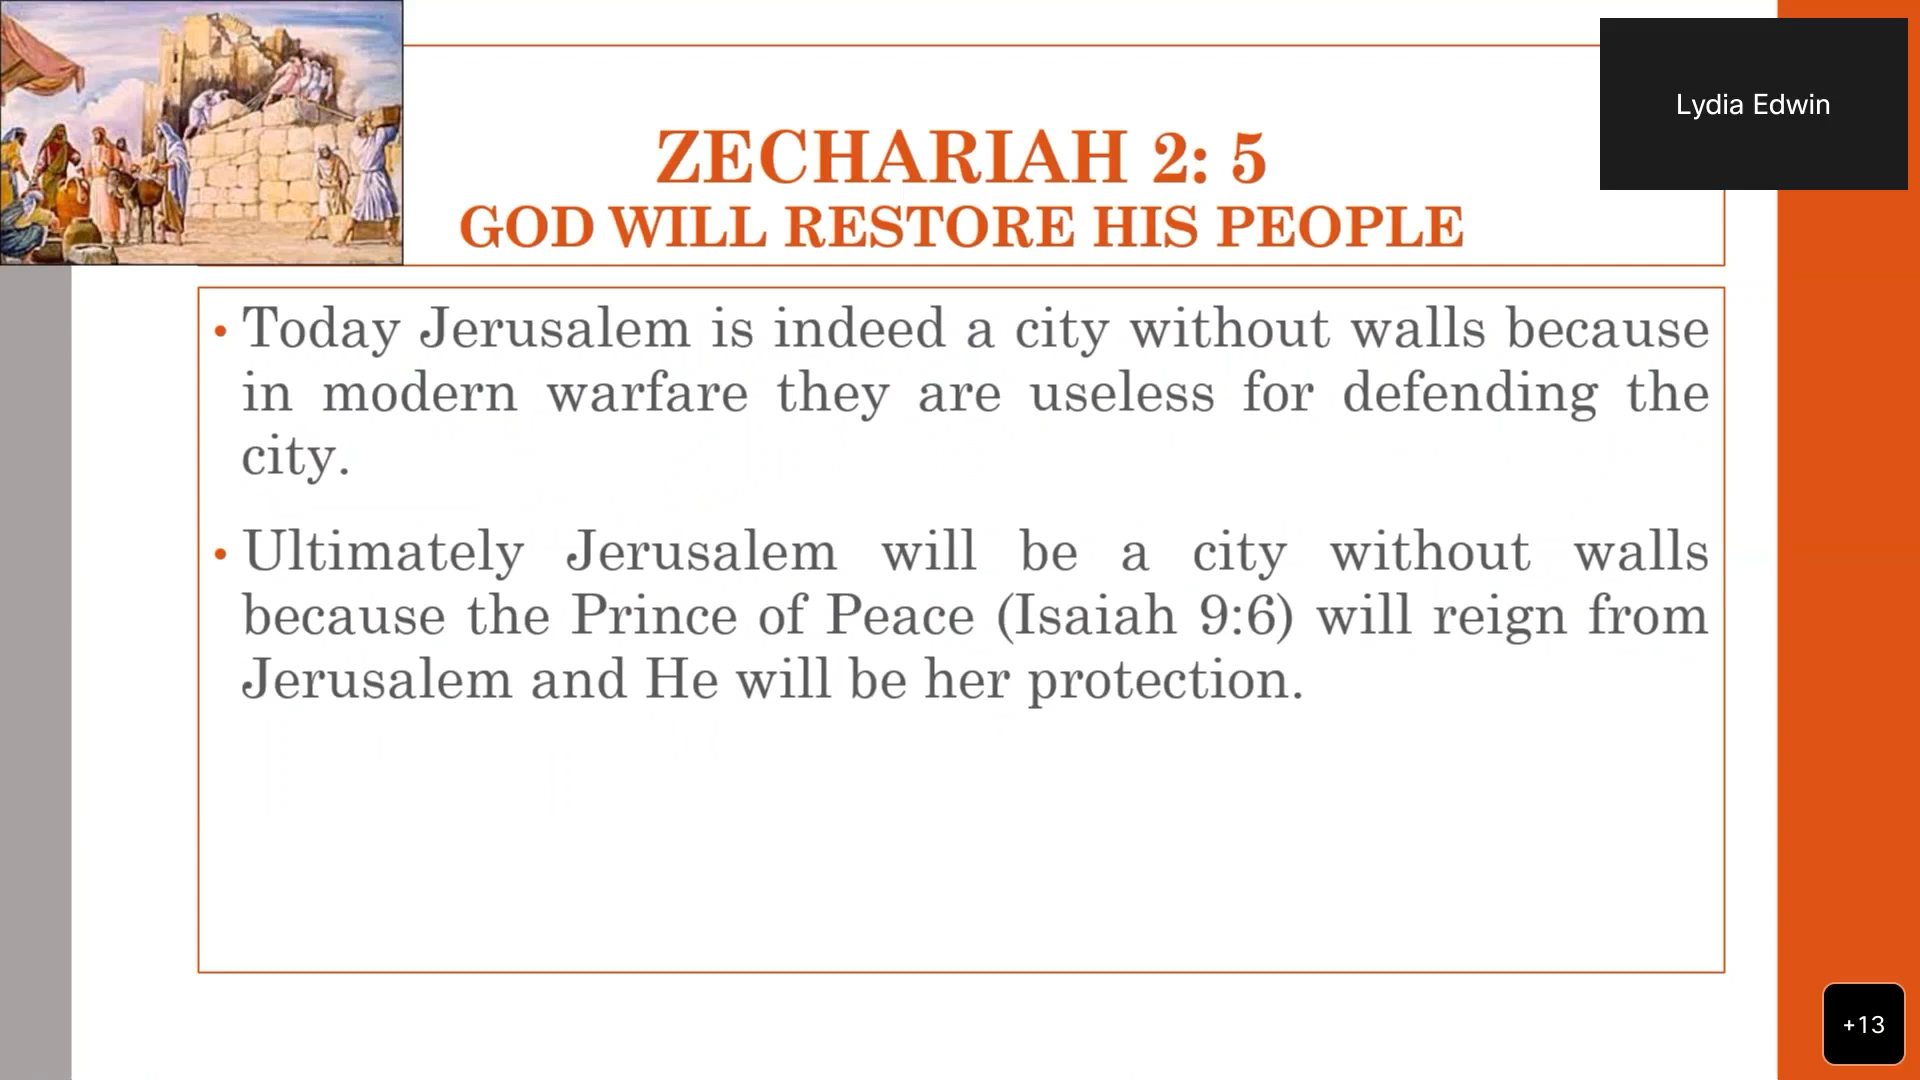 Lydia Edwin
ZECHARIAH 2: 5
GOD WILL RESTORE HIS PEOPLE
• Today Jerusalem is indeed a city without walls because
in modern warfare they are useless for defending the
city.
• Ultimately Jerusalem will be a city without walls
because the Prince of Peace (Isaiah 9:6) will reign from
Jerusalem and He will be her protection.
+13